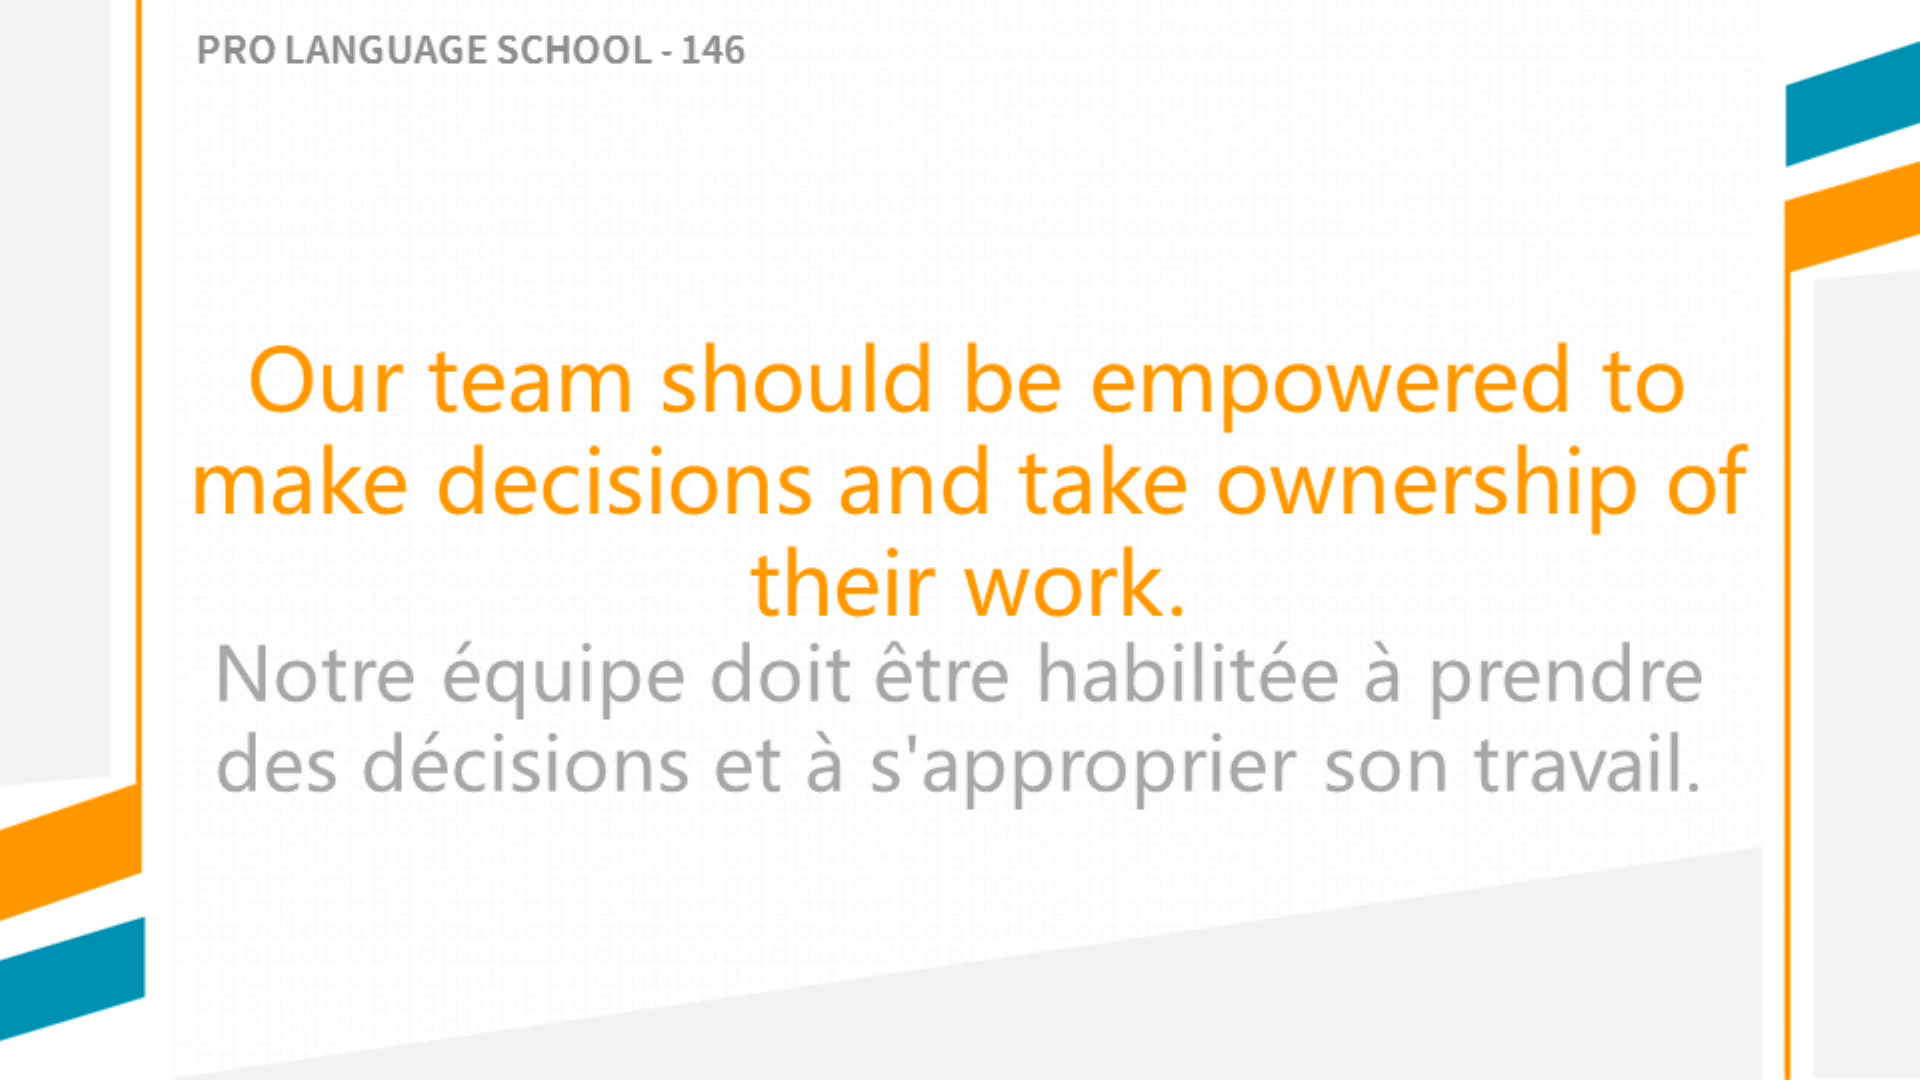 PRO LANGUAGE SCHOOL - 146
Our team should be empowered to
make decisions and take ownership of
their work.
Notre équipe doit être habilitée à prendre
des décisions et à s'approprier son travail.